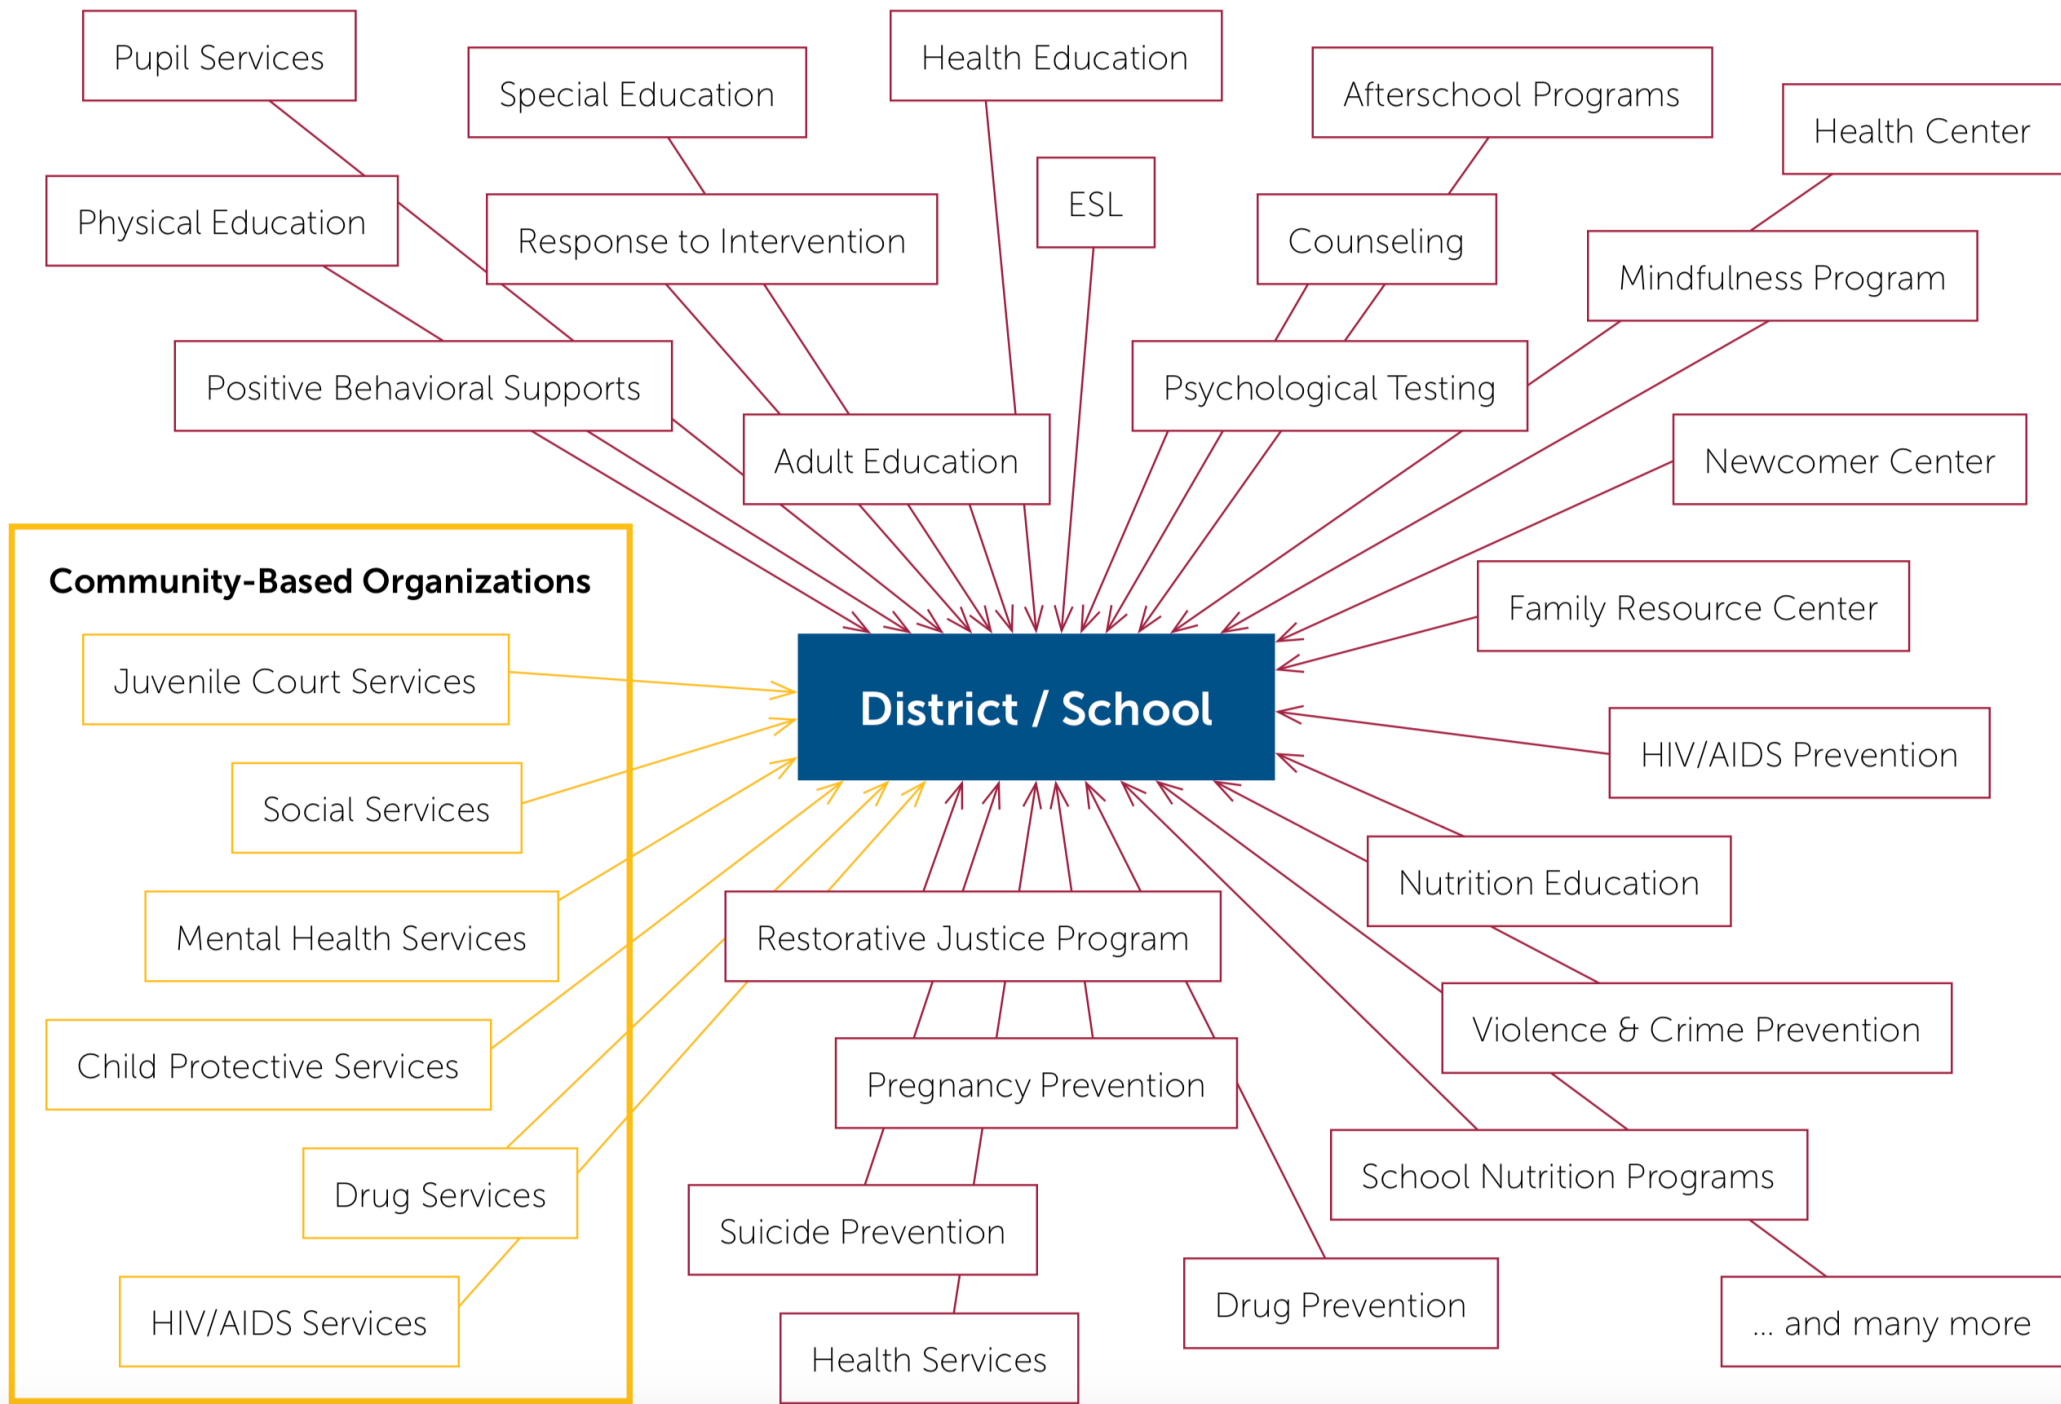 Pupil Services
Special Education
Health Education
Afterschool Programs
Health Center
Physical Education
Response to Intervention
ESL
Counseling
Mindfulness Program
Positive Behavioral Supports
Adult Education
Psychological Testing
Newcomer Center
Community-Based Organizations
Juvenile Court Services
Social Services
Mental Health Services
Child Protective Services
Drug Services
HIV/AIDS Services
District / School
Family Resource Center
HIV/AIDS Prevention
Nutrition Education
Restorative Justice Program
Violence & Crime Prevention
Pregnancy Prevention
School Nutrition Programs
Suicide Prevention
Drug Prevention
... and many more
Health Services